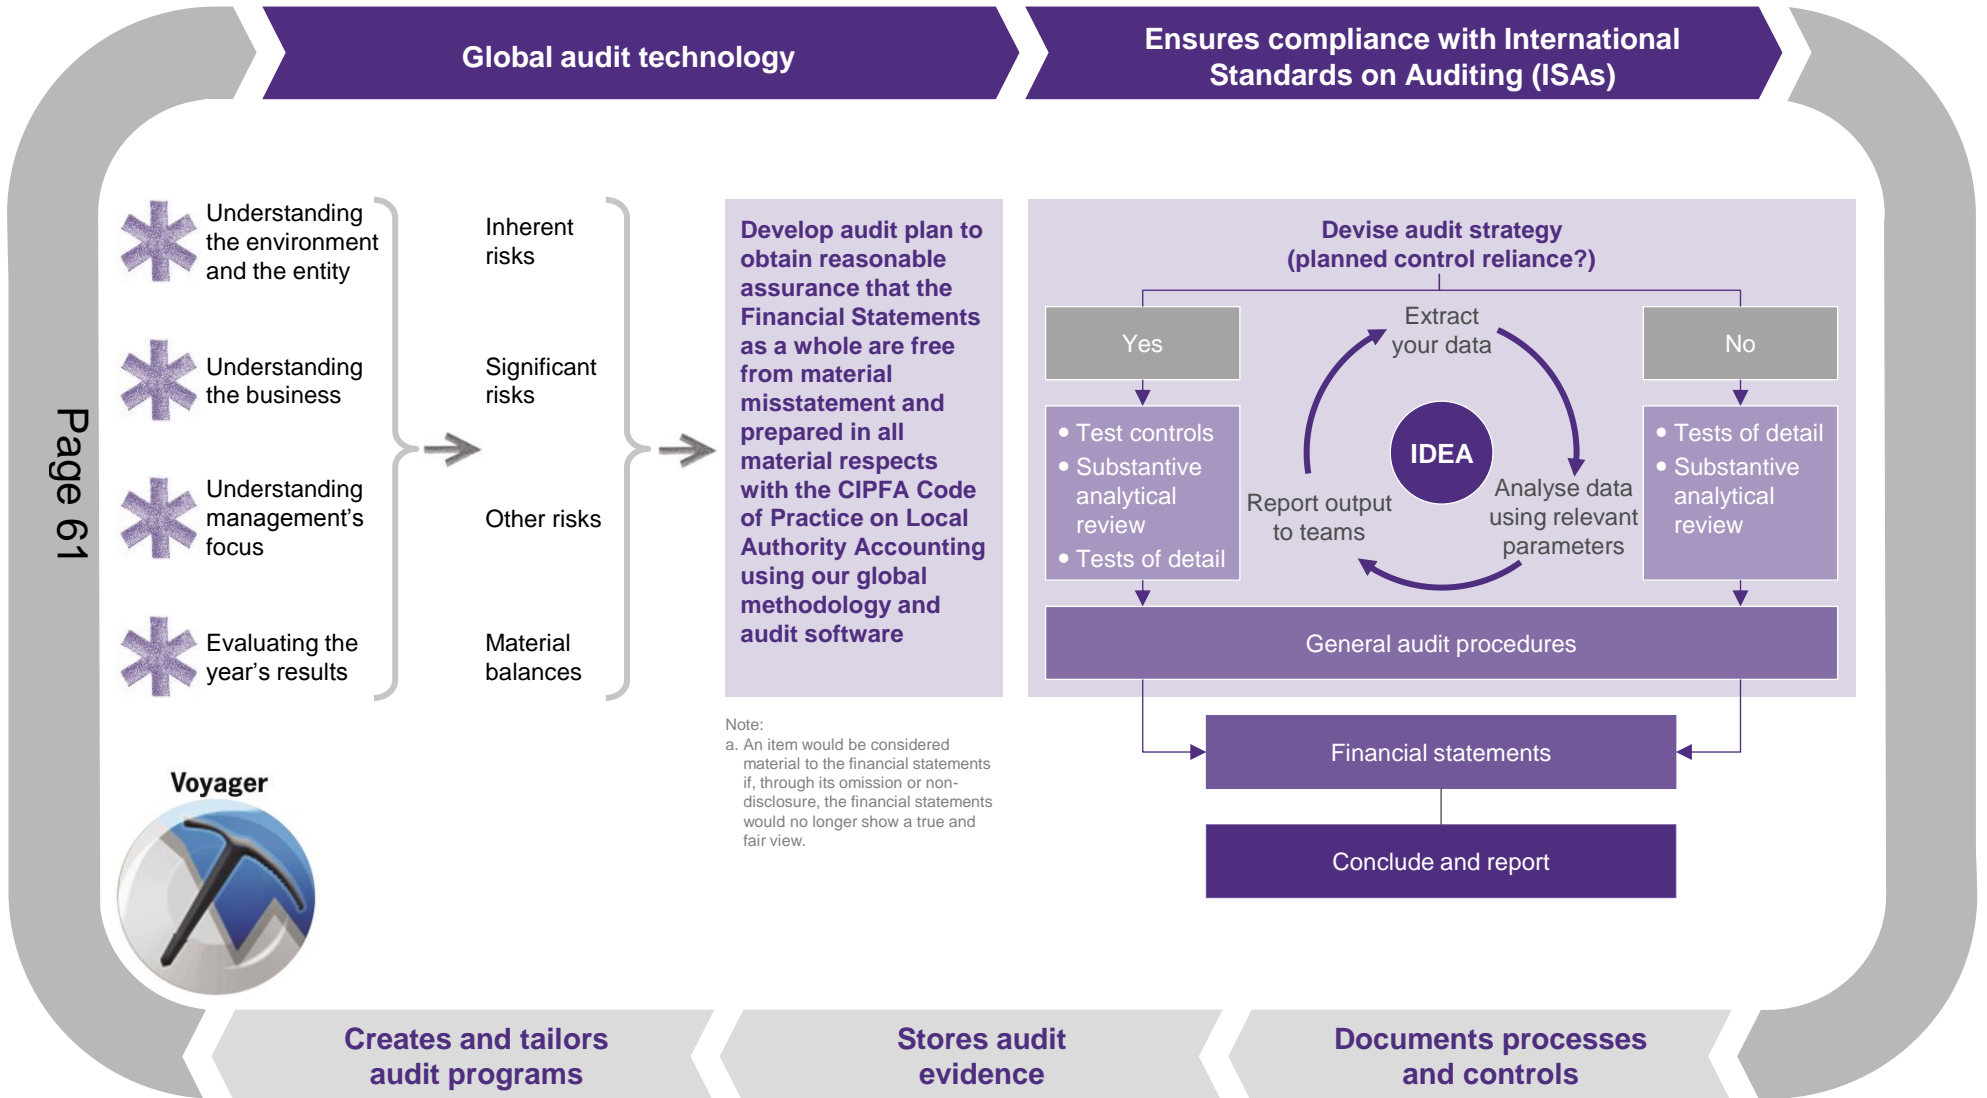 Global audit technology
Ensures compliance with International
Standards on Auditing (ISAs)
Page 61
Understanding
the environment
and the entity
Understanding
the business
Understanding
management’s
focus
Evaluating the
year’s results
Inherent
risks
Significant
risks
Other risks
Material
balances
Develop audit plan to
obtain reasonable
assurance that the
Financial Statements
as a whole are free
from material
misstatement and
prepared in all
material respects
with the CIPFA Code
of Practice on Local
Authority Accounting
using our global
methodology and
audit software
Note:
a. An item would be considered
material to the financial statements
if, through its omission or non-
disclosure, the financial statements
would no longer show a true and
fair view.
Devise audit strategy
(planned control reliance?)
Yes
• Test controls
• Substantive
analytical
review
• Tests of detail
Extract
your data
IDEA
Analyse data
using relevant
parameters
Report output
to teams
No
• Tests of detail
• Substantive
analytical
review
General audit procedures
Financial statements
Conclude and report
Voyager
Creates and tailors
audit programs
Stores audit
evidence
Documents processes
and controls